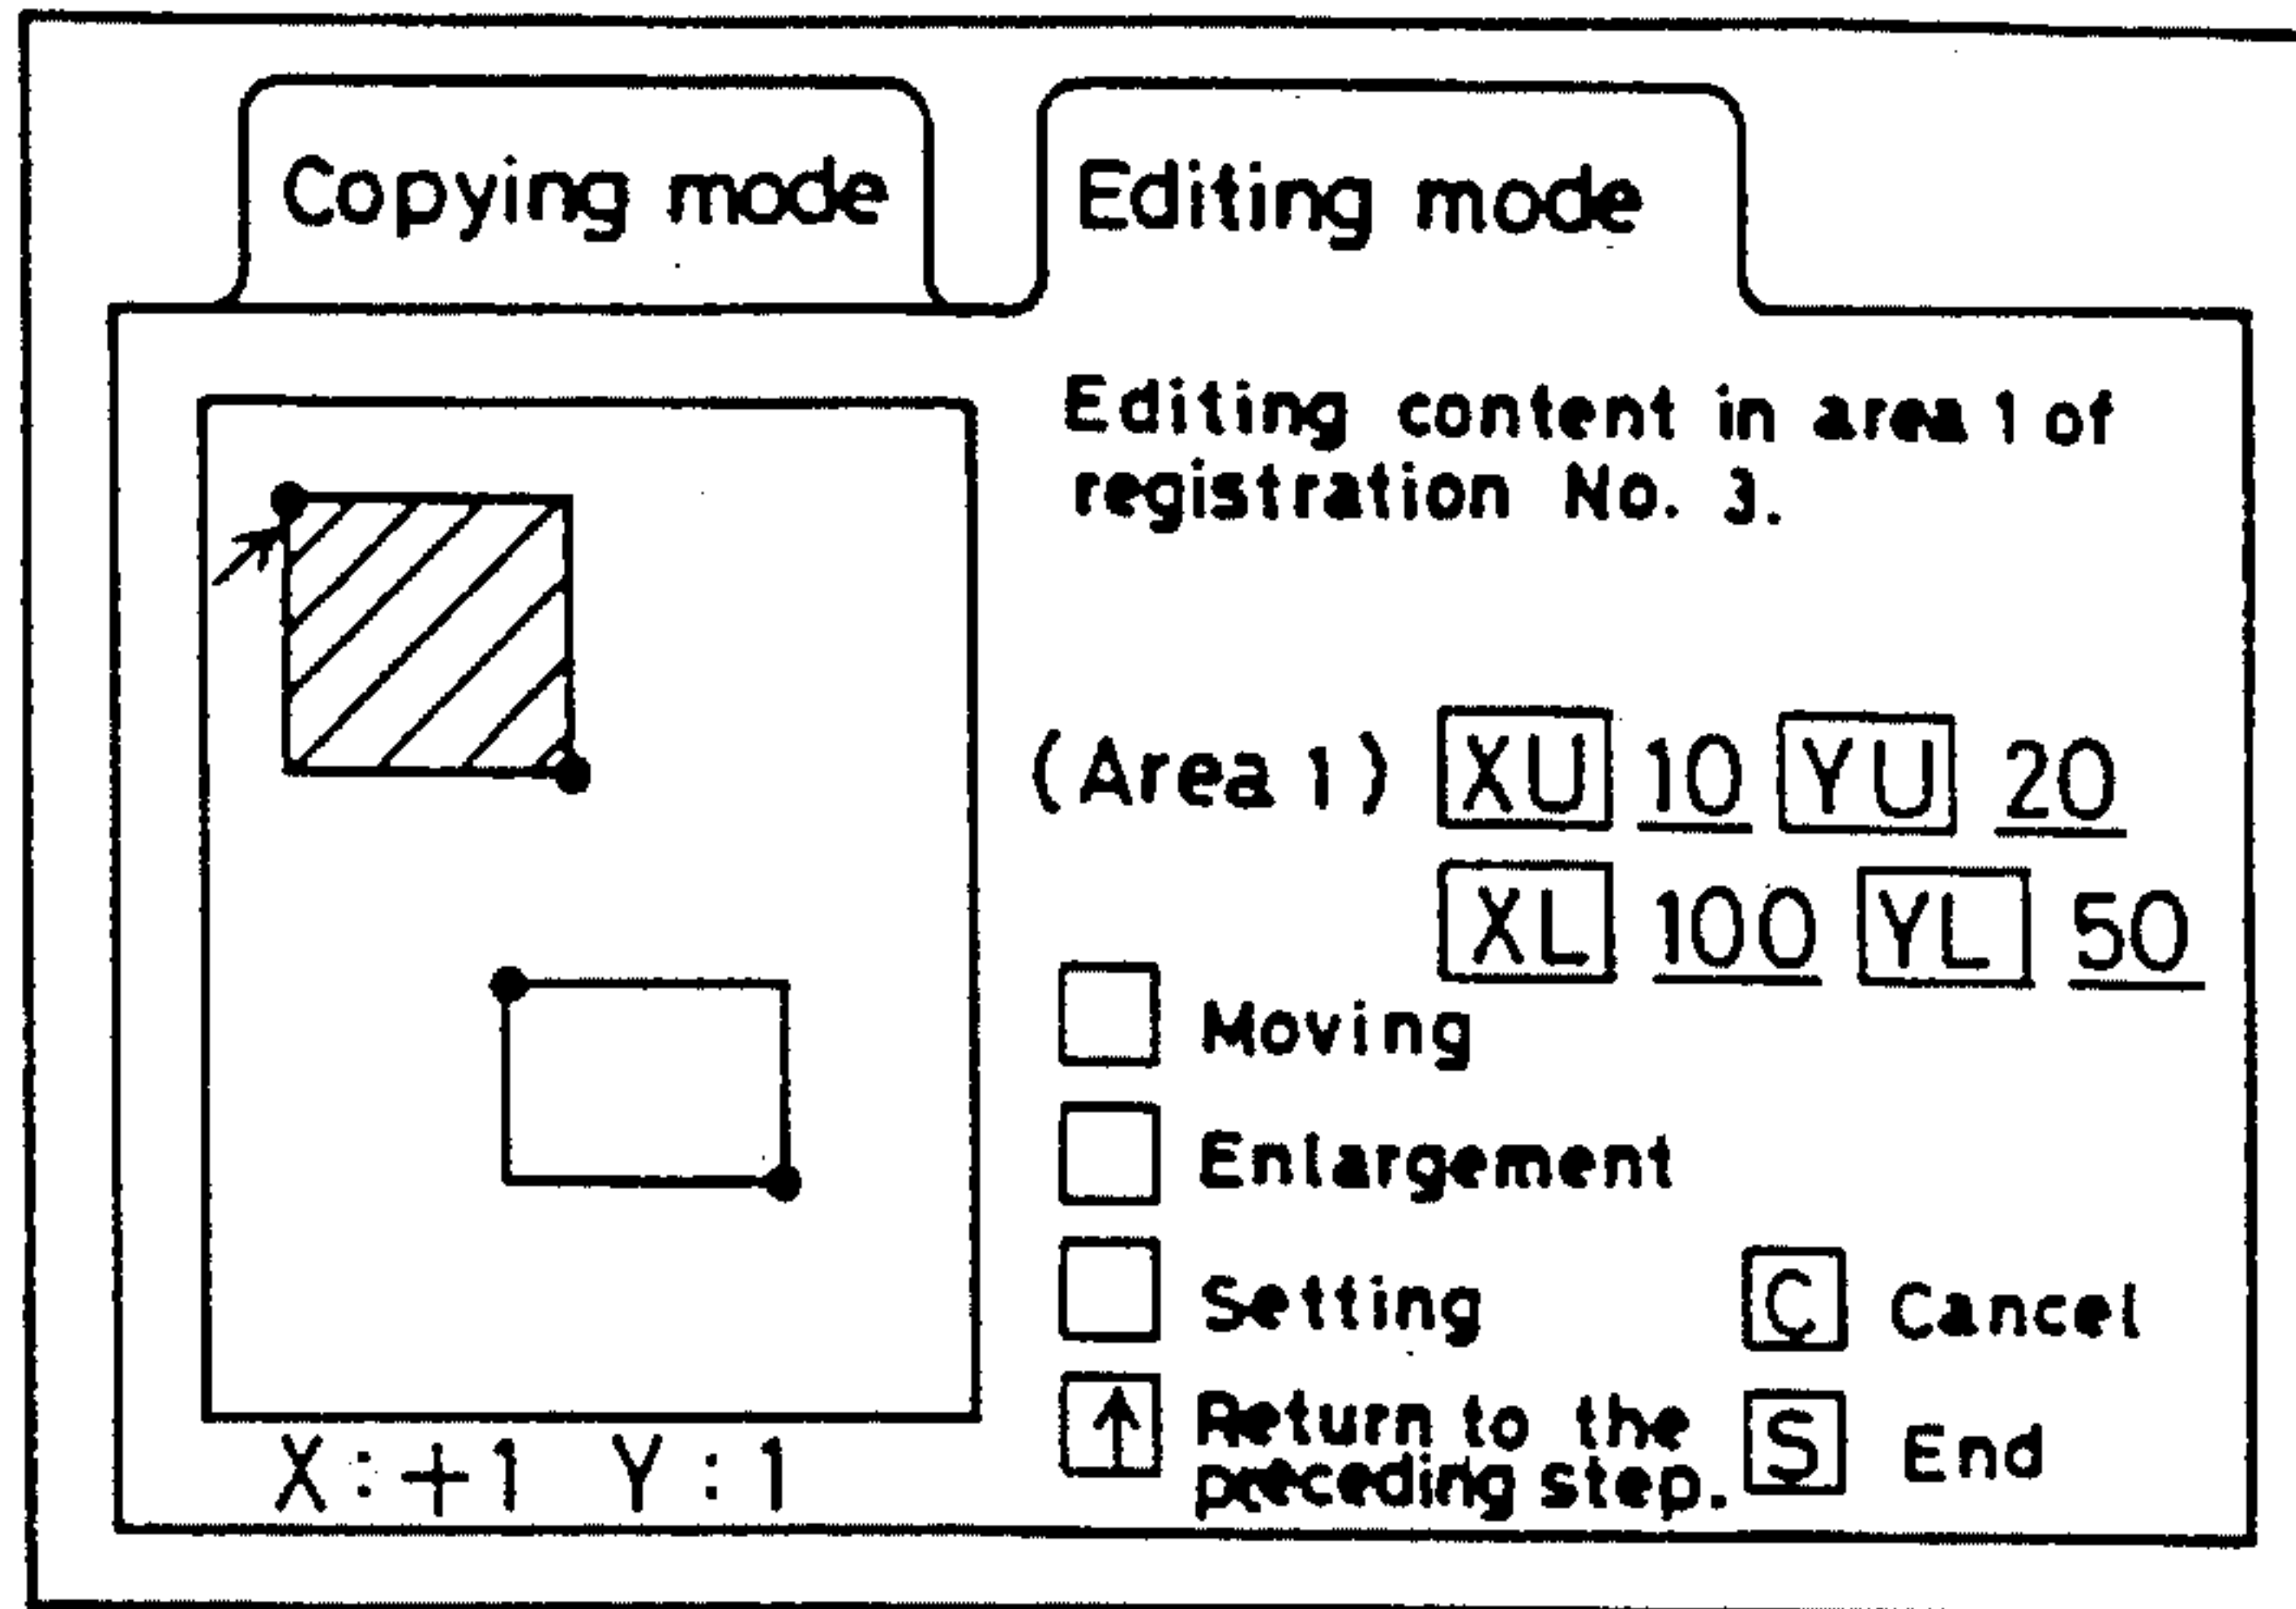 Copying mode
Editing mode
Editing content in area 1 of
registration No. 3.
(Area 1) XU 10 YU 20
XL 100 YL 50
Moving
Enlargement
Setting
C Cancel
↑ Return to the
preceding step.
S End
X:+1 Y:1